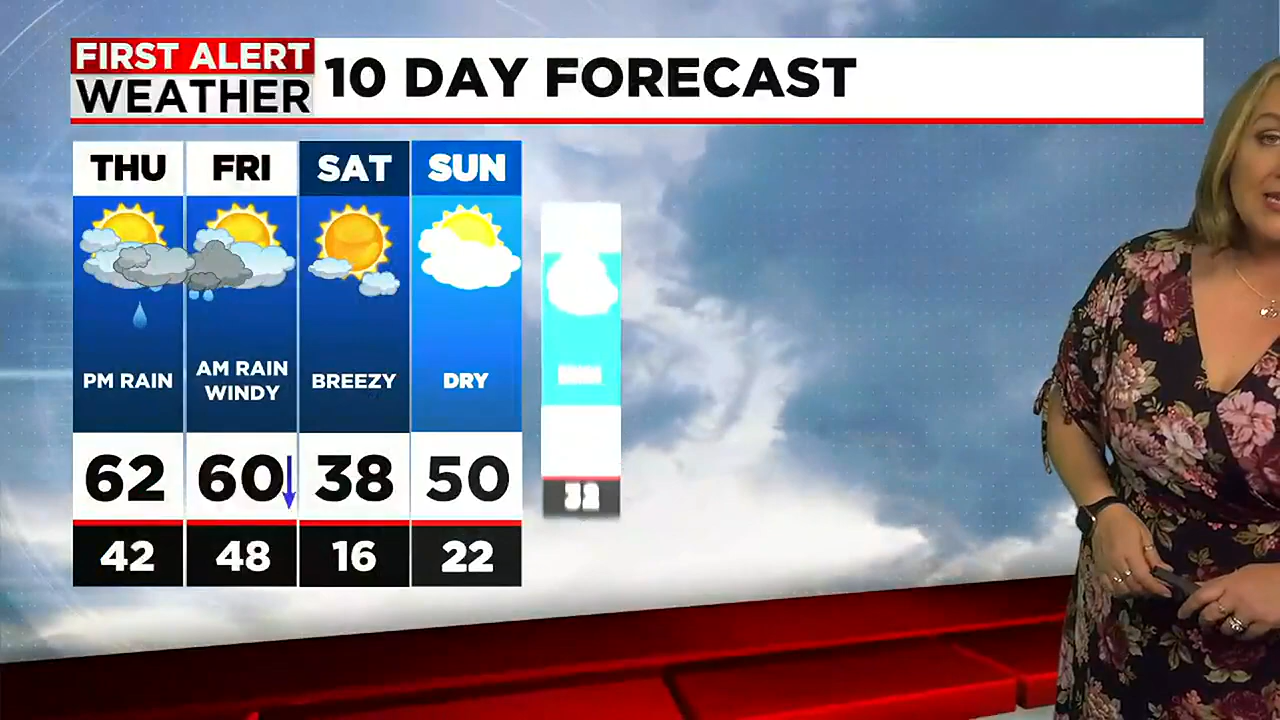 FIRST ALERT
WEATHER
10 DAY FORECAST
THU
FRI
SAT
SUN
PM RAIN
AM RAIN
WINDY
BREEZY
DRY
62
60
38
50
42
48
16
22
32